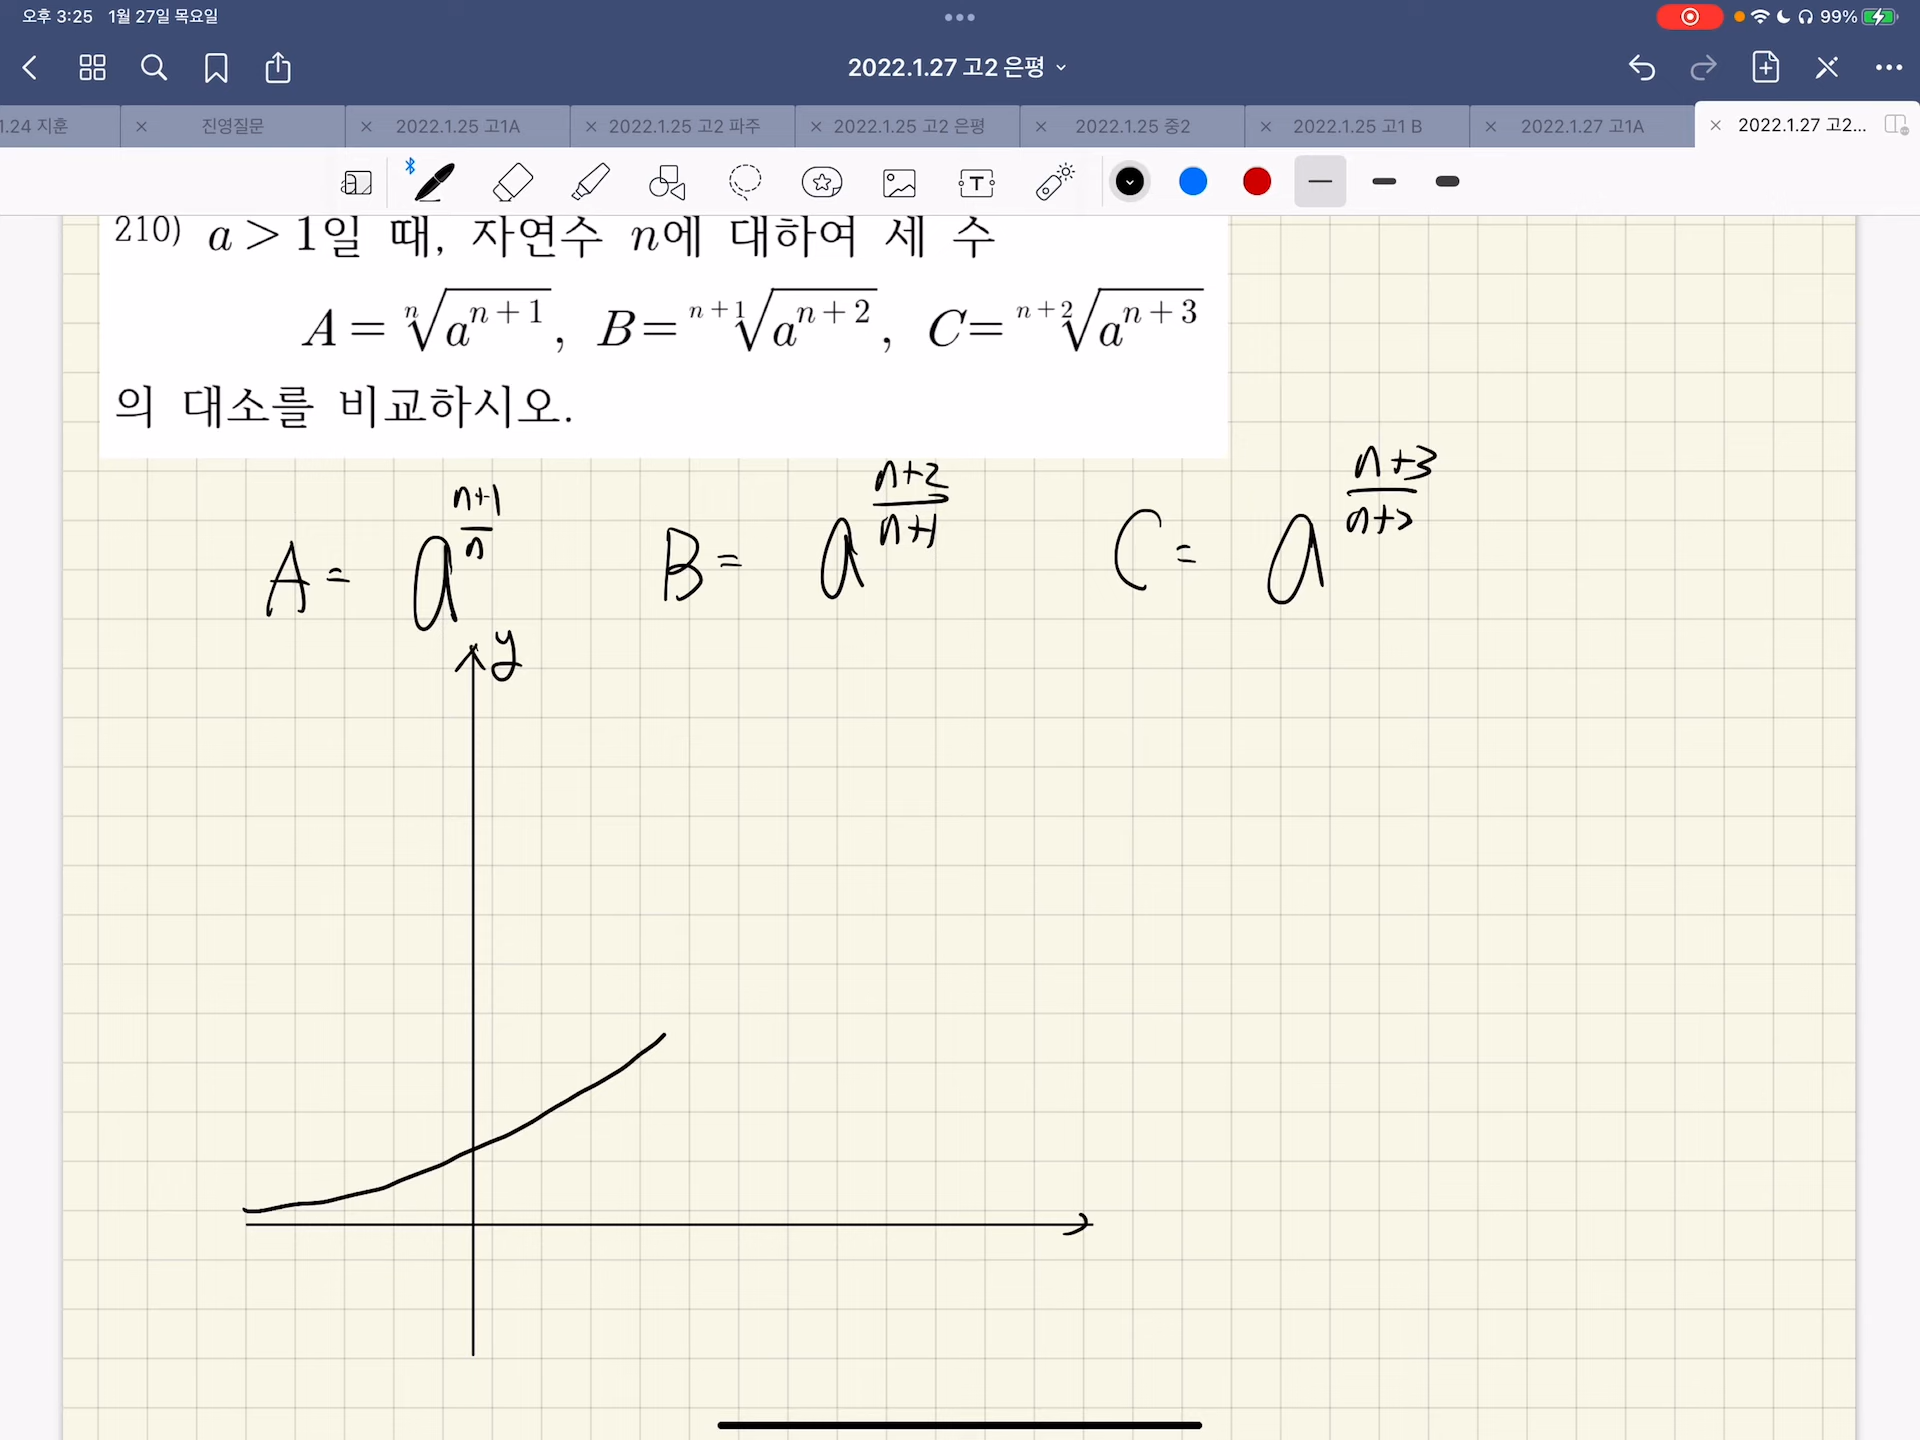 오후 3:25 1월 27일 목요일
99%
2022.1.27 고2 은평
1.24 지훈
진영질문
2022.1.25 고1A
2022.1.25 고2 파주
2022.1.25 고2 은평
2022.1.25 중2
2022.1.25 고1 B
2022.1.27 고1A
2022.1.27 고2...
210) a > 1일 때, 자연수 n에 대하여 세 수
A = ⁿ√(a^(n+1)), B = ⁿ⁺¹√(a^(n+2)), C = ⁿ⁺²√(a^(n+3))
의 대소를 비교하시오.
A = a^((n+1)/n) B = a^((n+2)/(n+1)) C = a^((n+3)/(n+2))
y